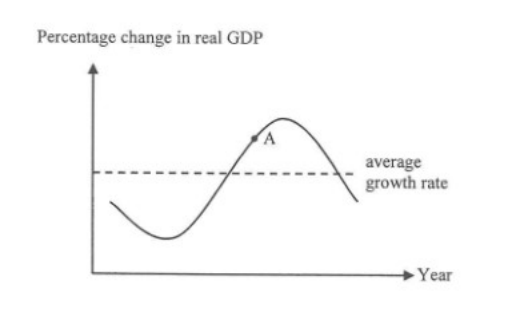 Percentage change in real GDP
A
average
growth rate
Year